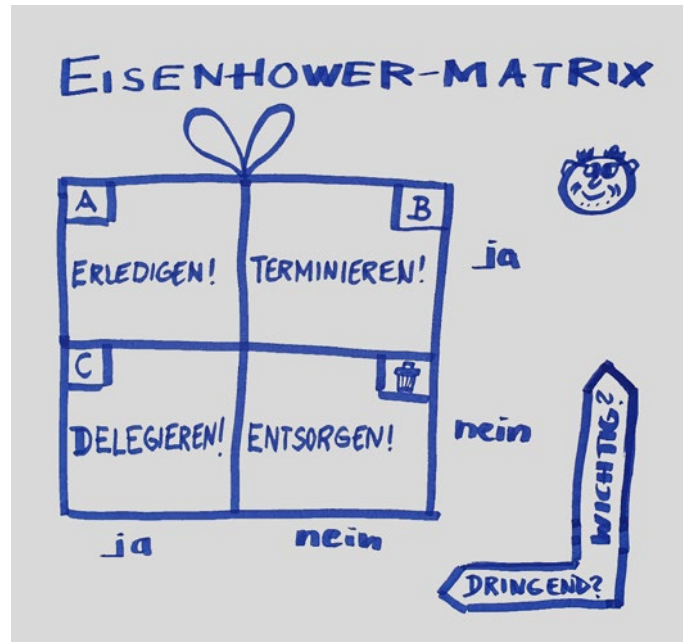 EISENHOWER-MATRIX
A
B
ERLEDIGEN!
TERMINIEREN!
ja
C
DELEGIEREN!
ENTSORGEN!
nein
ja
nein
WICHTIG?
DRINGEND?